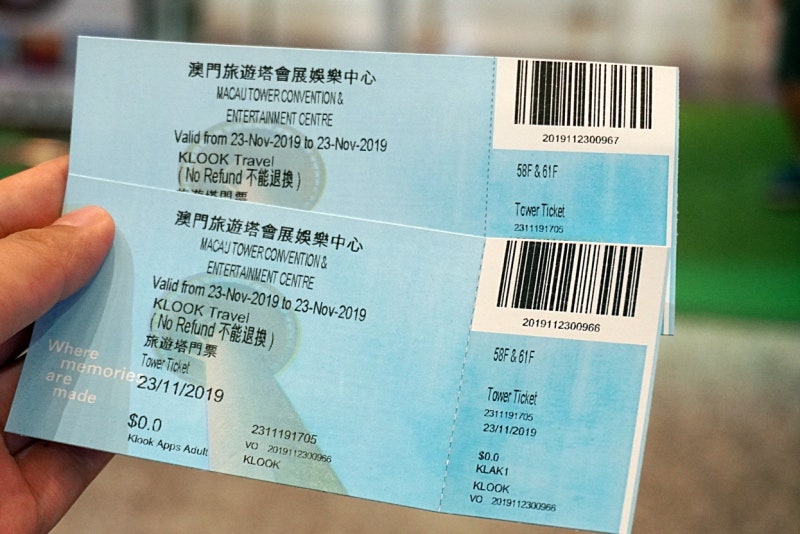 澳門旅遊塔會展娛樂中心
MACAU TOWER CONVENTION &
ENTERTAINMENT CENTRE
Valid from 23-Nov-2019 to 23-Nov-2019
KLOOK Travel
( No Refund 不能退換 )
旅遊塔門票
2019112300967
58F & 61F
Tower Ticket
2311191705
澳門旅遊塔會展娛樂中心
MACAU TOWER CONVENTION &
ENTERTAINMENT CENTRE
Valid from 23-Nov-2019 to 23-Nov-2019
KLOOK Travel
( No Refund 不能退換 )
旅遊塔門票
Tower Ticket
23/11/2019
Where
memories
are
made
$0.0
Klook Apps Adult
2311191705
VO 2019112300966
KLOOK
2019112300966
58F & 61F
Tower Ticket
2311191705
23/11/2019
$0.0
KLAK1
KLOOK
VO 2019112300966